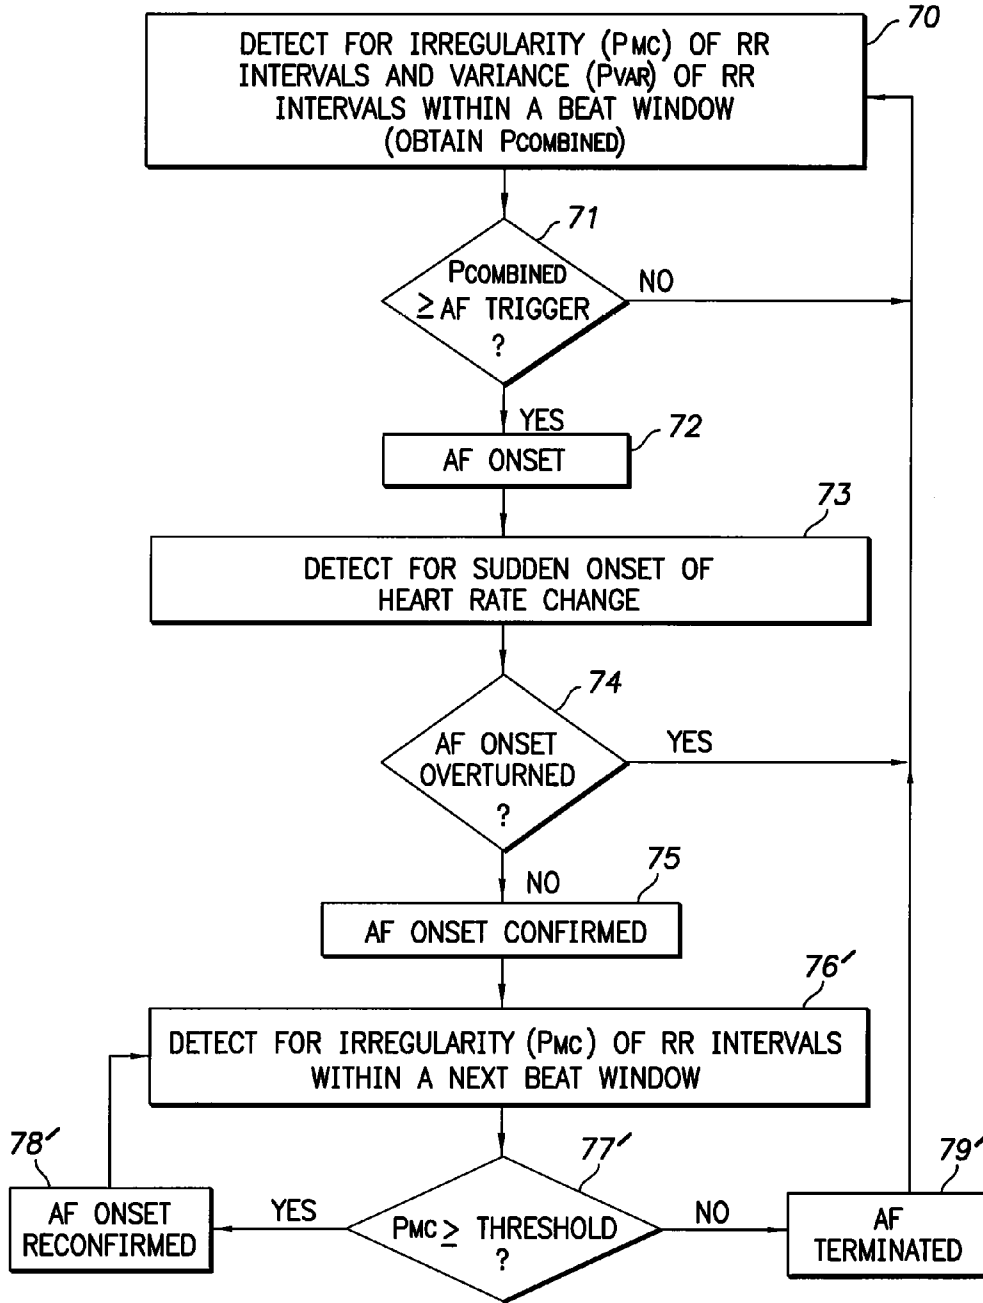 70
DETECT FOR IRREGULARITY (PMC) OF RR
INTERVALS AND VARIANCE (PVAR) OF RR
INTERVALS WITHIN A BEAT WINDOW
(OBTAIN PCOMBINED)
71
PCOMBINED
≥ AF TRIGGER
?
NO
YES
72
AF ONSET
73
DETECT FOR SUDDEN ONSET OF
HEART RATE CHANGE
74
AF ONSET
OVERTURNED
?
YES
NO
75
AF ONSET CONFIRMED
76′
DETECT FOR IRREGULARITY (PMC) OF RR INTERVALS
WITHIN A NEXT BEAT WINDOW
77′
PMC ≥ THRESHOLD
?
YES
NO
78′
AF ONSET
RECONFIRMED
79′
AF
TERMINATED